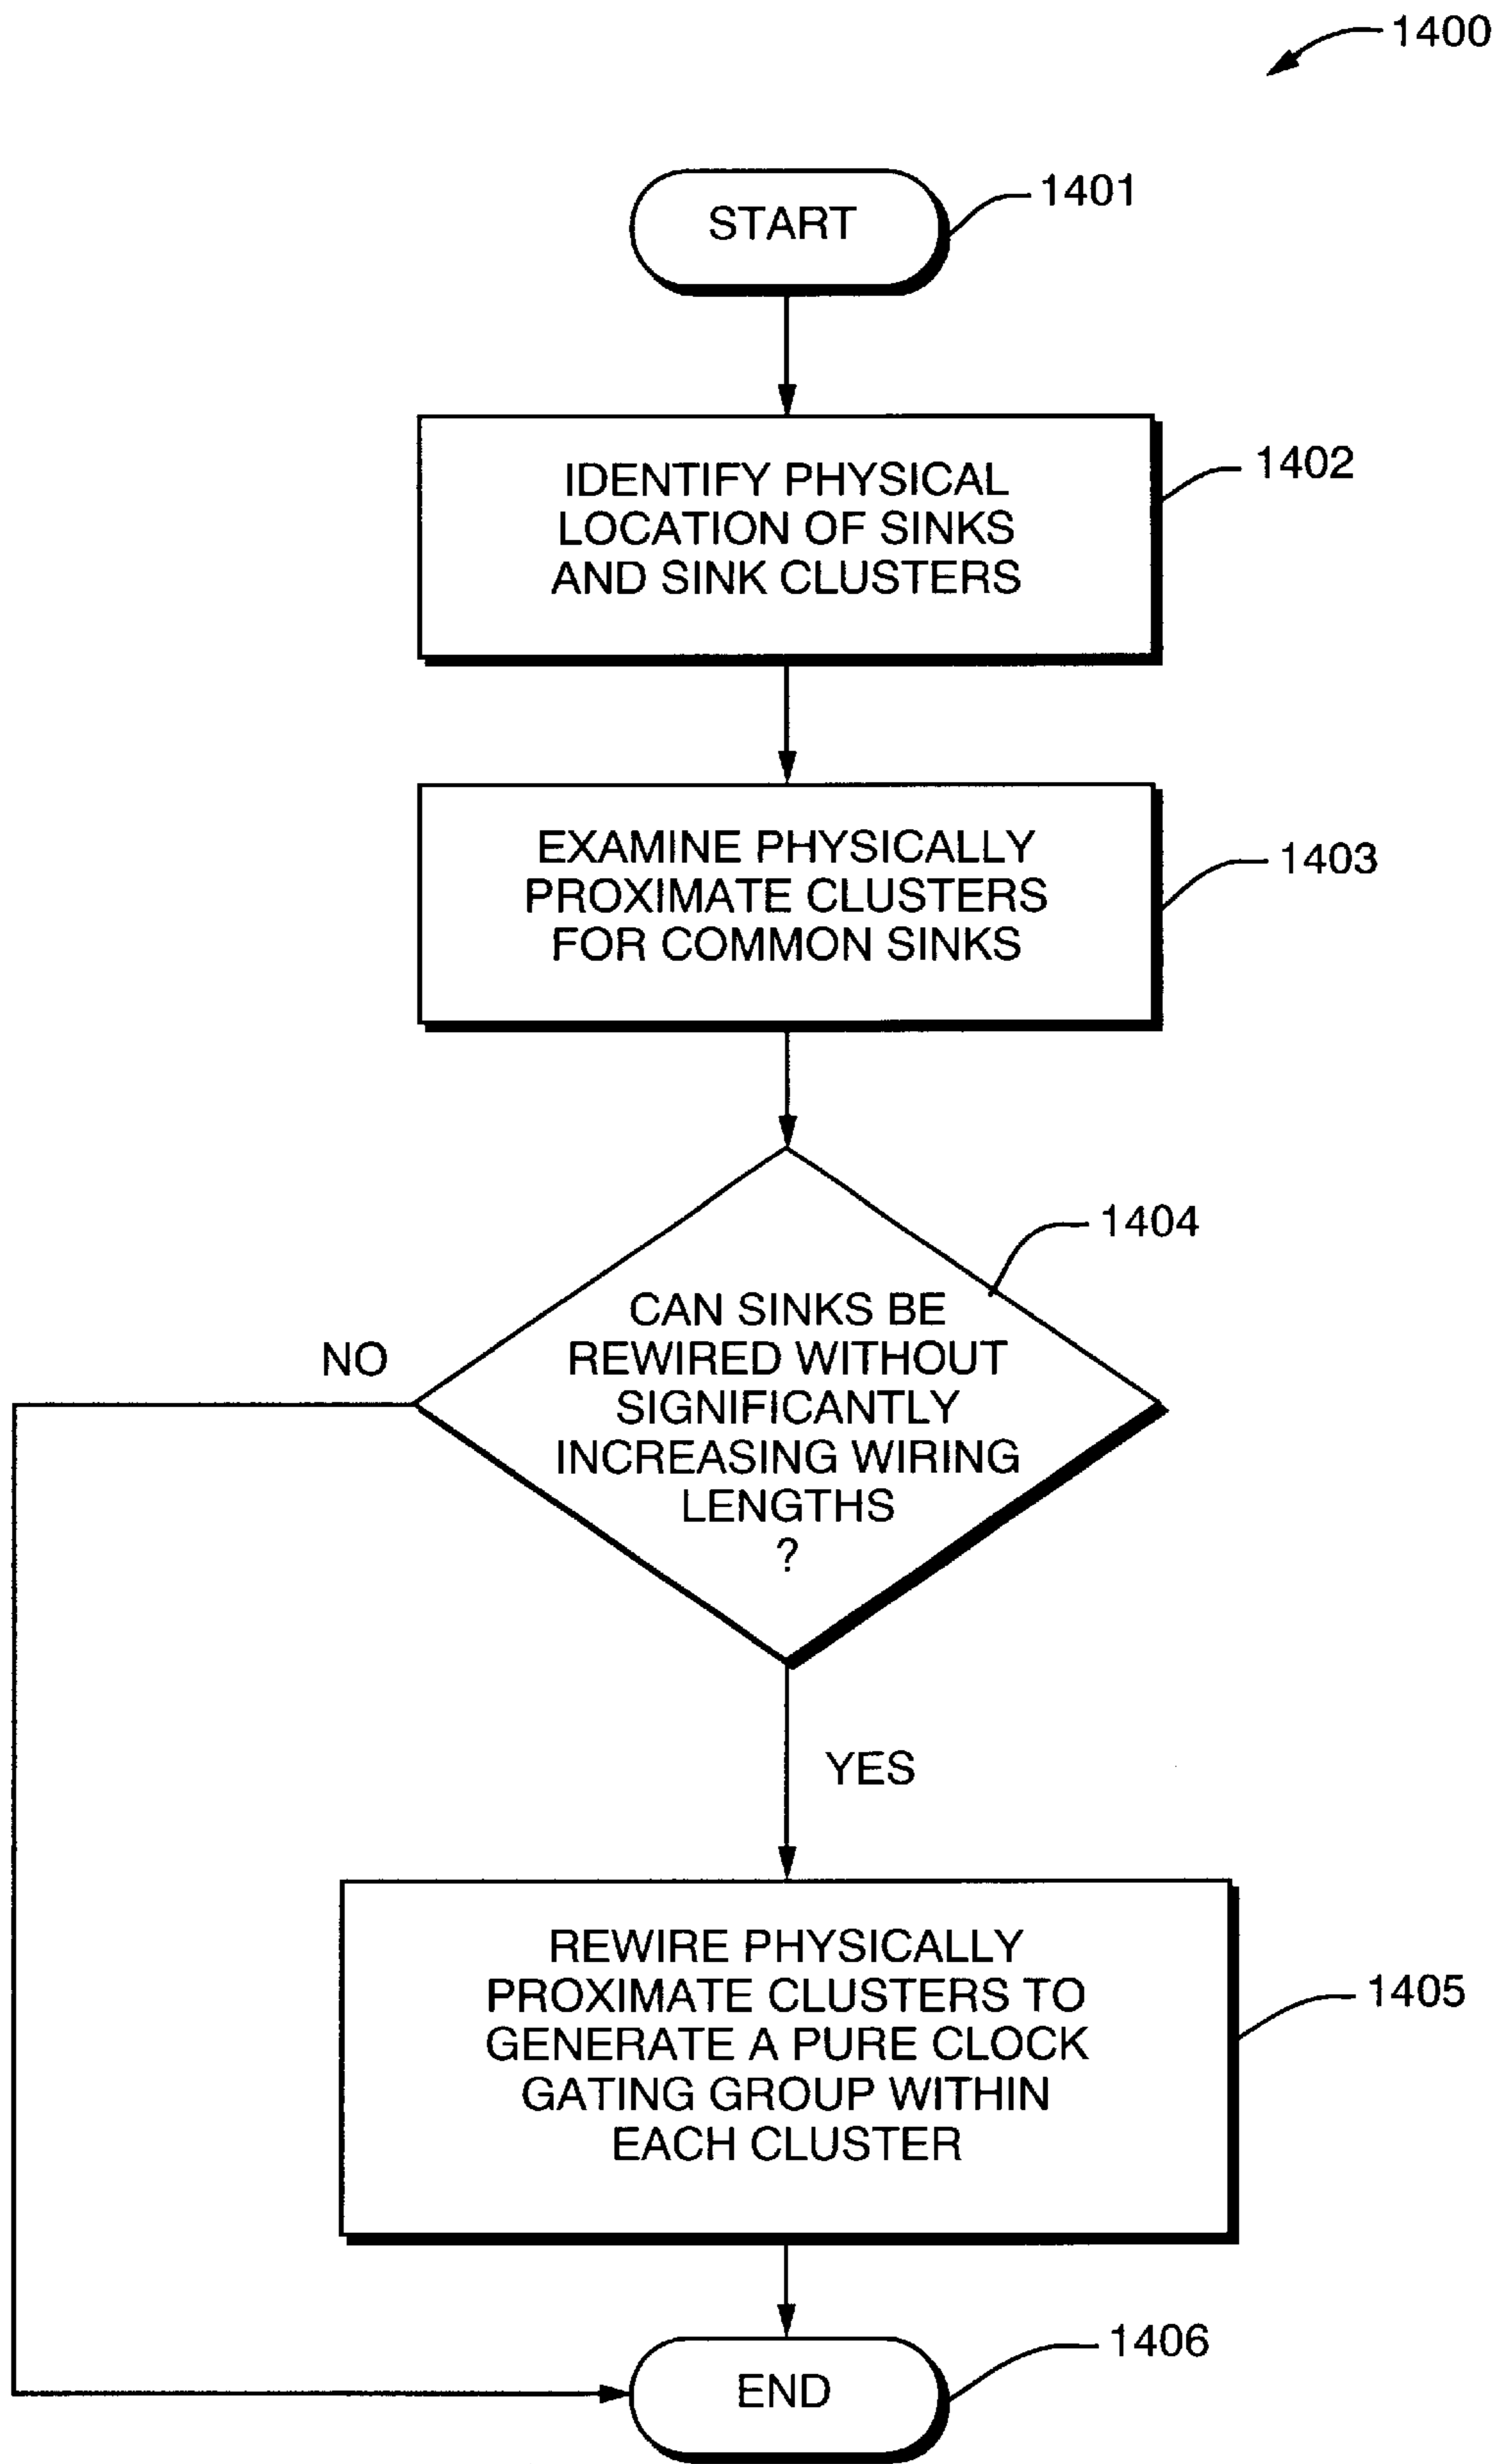 1400
START
1401
IDENTIFY PHYSICAL
LOCATION OF SINKS
AND SINK CLUSTERS
1402
EXAMINE PHYSICALLY
PROXIMATE CLUSTERS
FOR COMMON SINKS
1403
1404
CAN SINKS BE
REWIRED WITHOUT
SIGNIFICANTLY
INCREASING WIRING
LENGTHS
?
NO
YES
REWIRE PHYSICALLY
PROXIMATE CLUSTERS TO
GENERATE A PURE CLOCK
GATING GROUP WITHIN
EACH CLUSTER
1405
END
1406